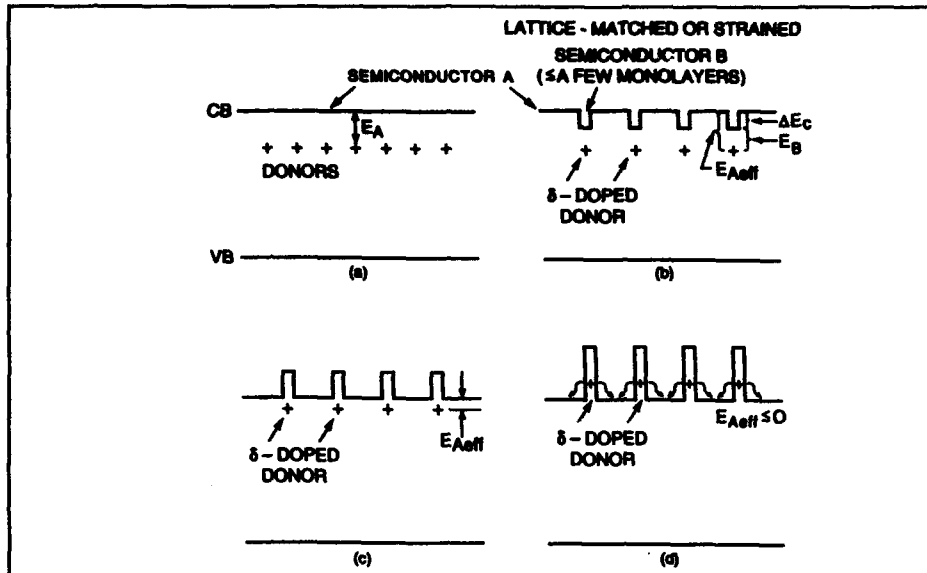 LATTICE - MATCHED OR STRAINED
SEMICONDUCTOR B
(≤A FEW MONOLAYERS)
SEMICONDUCTOR A
CB
E_A
+ + + + + + +
DONORS
VB
(a)
ΔE_C
E_B
+ + + +
E_Aeff
δ - DOPED
DONOR
(b)
+ + + +
E_Aeff
δ - DOPED
DONOR
(c)
+ + + +
E_Aeff ≤ O
δ - DOPED
DONOR
(d)